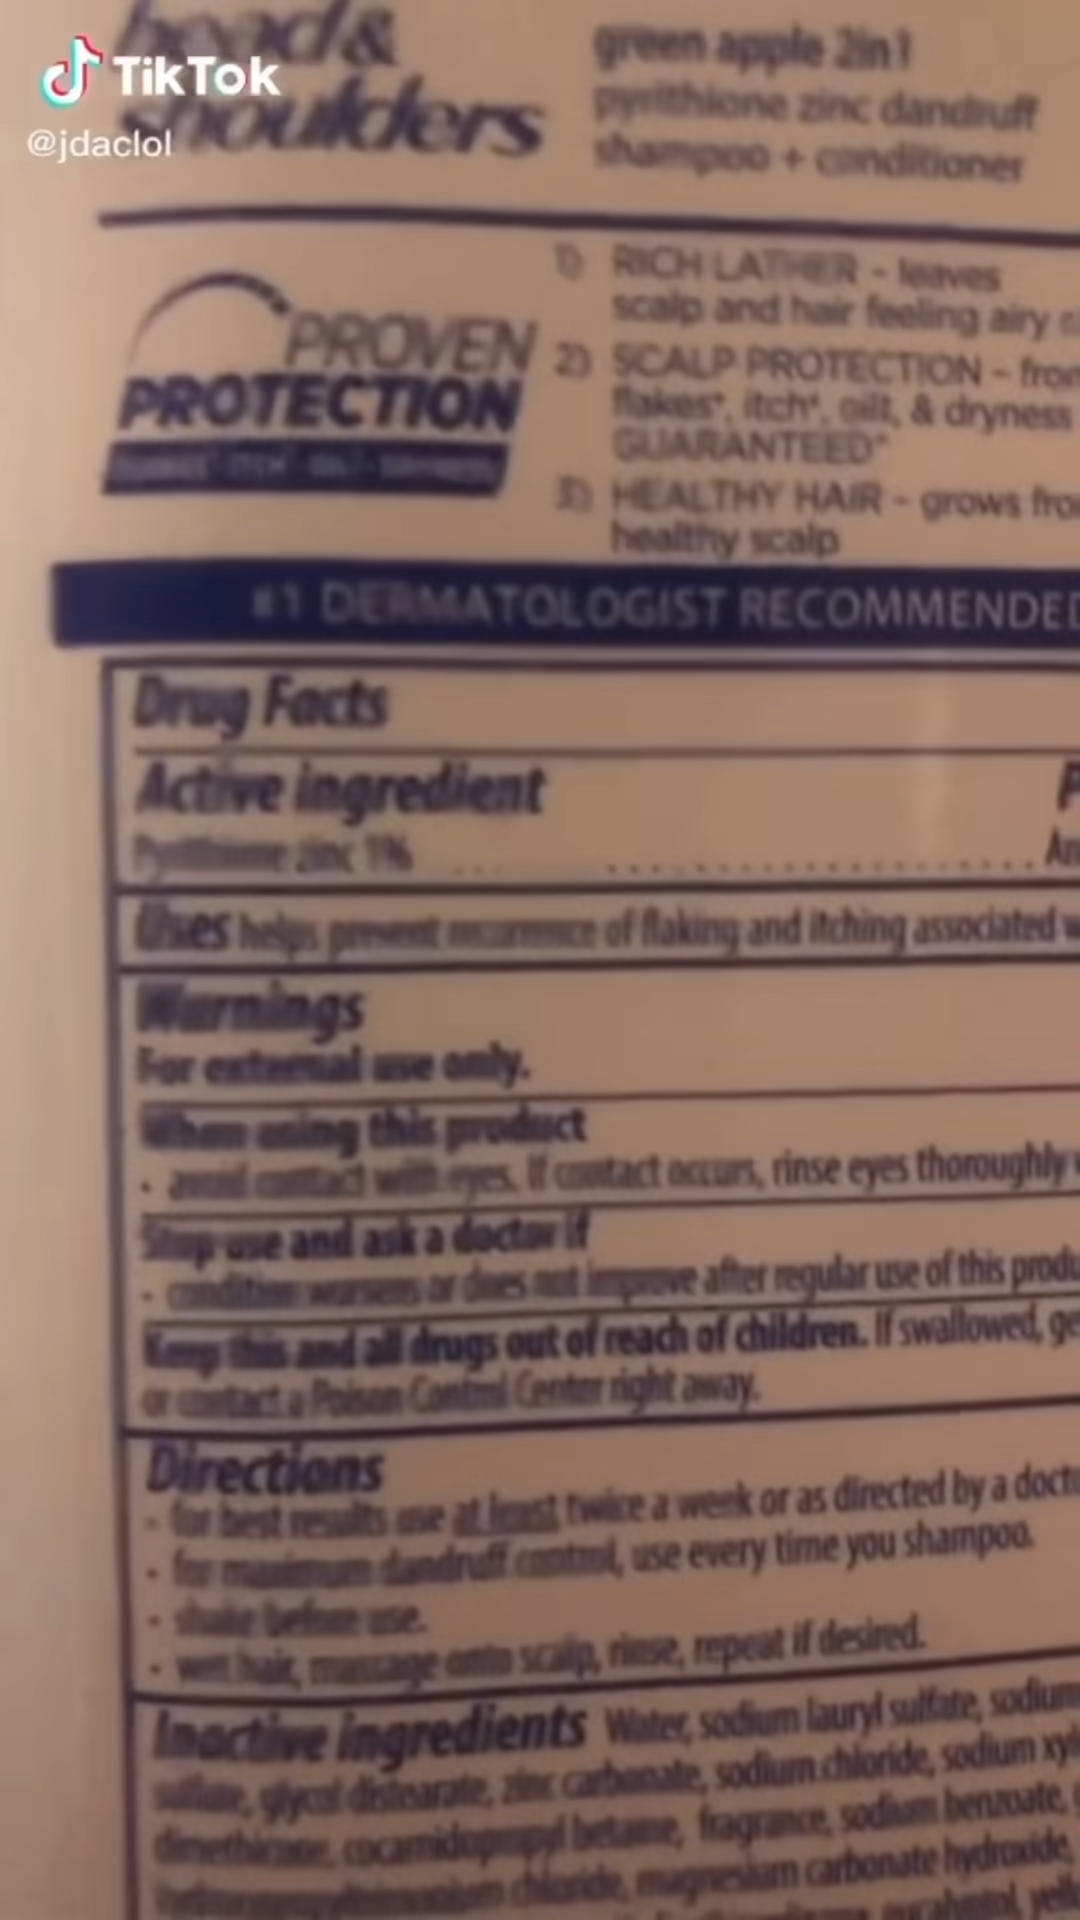 TikTok
@jdaclol
head &
shoulders
green apple 2in1
pyrithione zinc dandruff
shampoo + conditioner
PROVEN
PROTECTION
1) RICH LATHER - leaves
scalp and hair feeling airy
2) SCALP PROTECTION - from
flakes*, itch*, oil‡, & dryness
GUARANTEED^
3) HEALTHY HAIR - grows
healthy scalp
#1 DERMATOLOGIST RECOMMENDED
Drug Facts
Active ingredient
Pyrithione zinc 1%
Uses helps prevent recurrence of flaking and itching associated
Warnings
For external use only.
When using this product
• avoid contact with eyes. If contact occurs, rinse eyes thoroughly
Stop use and ask a doctor if
• condition worsens or does not improve after regular use of this
Keep this and all drugs out of reach of children. If swallowed,
or contact a Poison Control Center right away.
Directions
• for best results use at least twice a week or as directed by a
• for maximum dandruff control, use every time you shampoo.
• shake before use.
• wet hair, massage onto scalp, rinse, repeat if desired.
Inactive ingredients Water, sodium lauryl sulfate, sodium
sulfate, glycol distearate, zinc carbonate, sodium chloride, sodium
dimethicone, cocamidopropyl betaine, fragrance, sodium benzoate,
chloride, magnesium carbonate hydroxide,